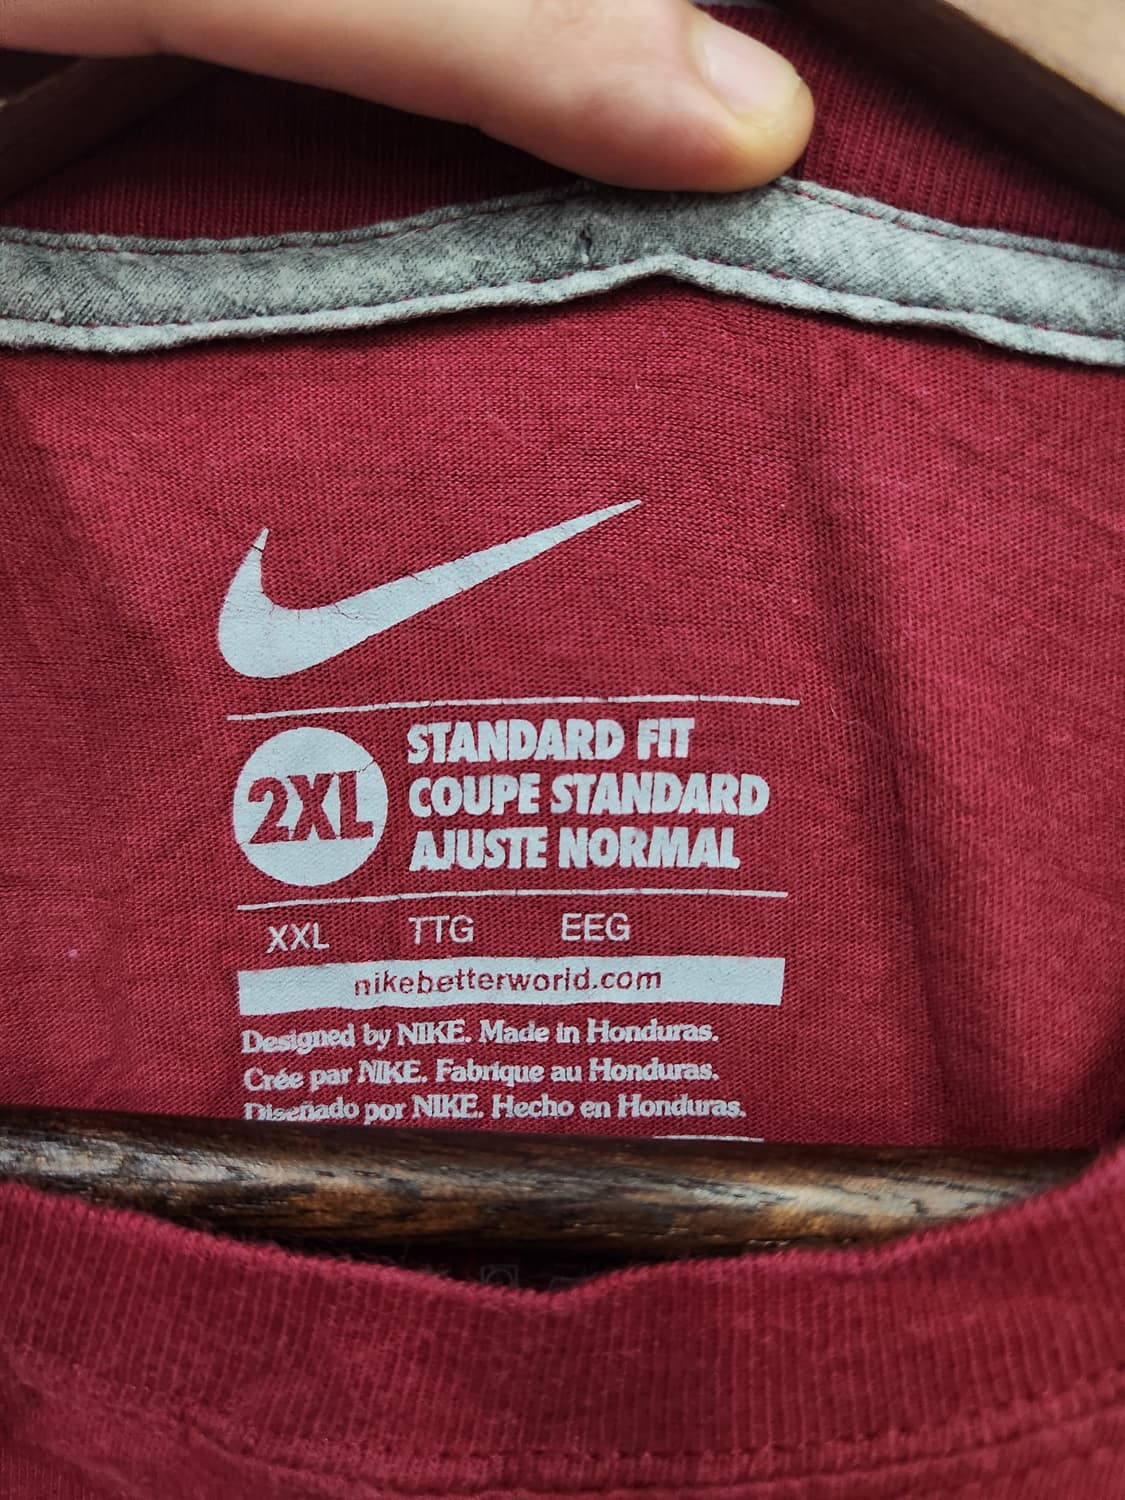 2XL
STANDARD FIT
COUPE STANDARD
AJUSTE NORMAL
XXL TTG EEG
nikebetterworld.com
Designed by NIKE. Made in Honduras.
Crée par NIKE. Fabrique au Honduras.
Diseñado por NIKE. Hecho en Honduras.